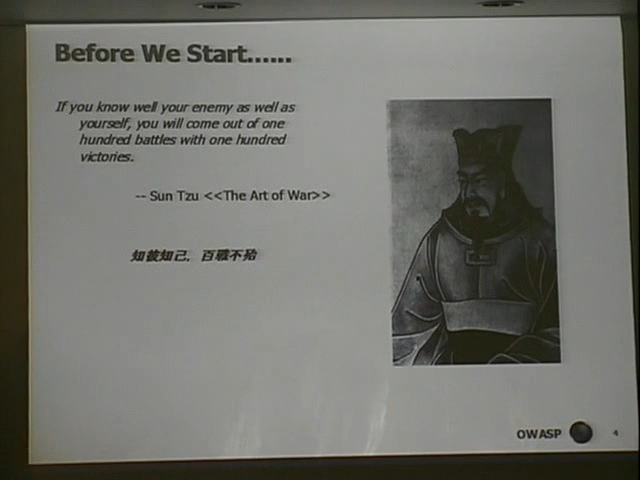 Before We Start......
If you know well your enemy as well as
yourself, you will come out of one
hundred battles with one hundred
victories.
-- Sun Tzu <<The Art of War>>
知彼知己, 百戰不殆
OWASP
4